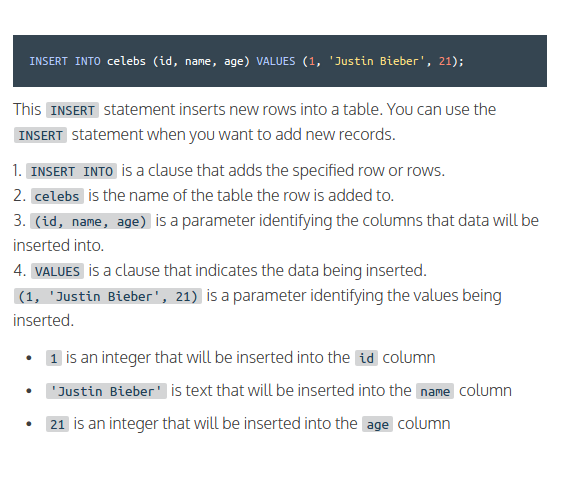 INSERT INTO celebs (id, name, age) VALUES (1, 'Justin Bieber', 21);
This INSERT statement inserts new rows into a table. You can use the
INSERT statement when you want to add new records.
1. INSERT INTO is a clause that adds the specified row or rows.
2. celebs is the name of the table the row is added to.
3. (id, name, age) is a parameter identifying the columns that data will be
inserted into.
4. VALUES is a clause that indicates the data being inserted.
(1, 'Justin Bieber', 21) is a parameter identifying the values being
inserted.
• 1 is an integer that will be inserted into the id column
• 'Justin Bieber' is text that will be inserted into the name column
• 21 is an integer that will be inserted into the age column